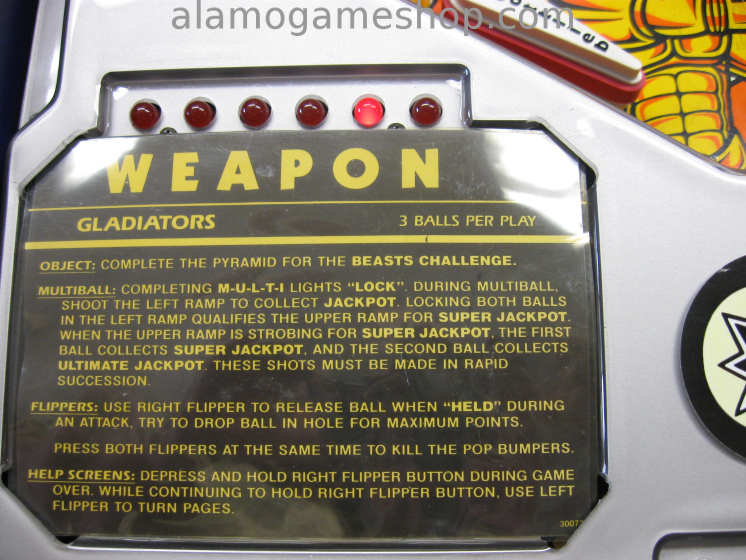 alamogameshop.com
WEAPON
GLADIATORS 3 BALLS PER PLAY
OBJECT: COMPLETE THE PYRAMID FOR THE BEASTS CHALLENGE.
MULTIBALL: COMPLETING M-U-L-T-I LIGHTS “LOCK”. DURING MULTIBALL,
SHOOT THE LEFT RAMP TO COLLECT JACKPOT. LOCKING BOTH BALLS
IN THE LEFT RAMP QUALIFIES THE UPPER RAMP FOR SUPER JACKPOT.
WHEN THE UPPER RAMP IS STROBING FOR SUPER JACKPOT, THE FIRST
BALL COLLECTS SUPER JACKPOT, AND THE SECOND BALL COLLECTS
ULTIMATE JACKPOT. THESE SHOTS MUST BE MADE IN RAPID
SUCCESSION.
FLIPPERS: USE RIGHT FLIPPER TO RELEASE BALL WHEN “HELD” DURING
AN ATTACK, TRY TO DROP BALL IN HOLE FOR MAXIMUM POINTS.
PRESS BOTH FLIPPERS AT THE SAME TIME TO KILL THE POP BUMPERS.
HELP SCREENS: DEPRESS AND HOLD RIGHT FLIPPER BUTTON DURING GAME
OVER. WHILE CONTINUING TO HOLD RIGHT FLIPPER BUTTON, USE LEFT
FLIPPER TO TURN PAGES.